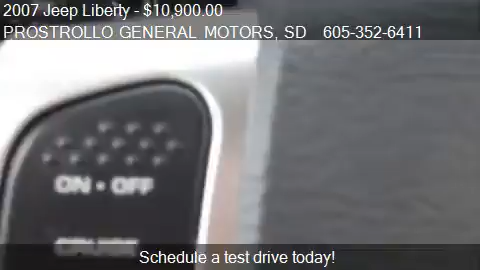 2007 Jeep Liberty - $10,900.00
PROSTROLLO GENERAL MOTORS, SD 605-352-6411
ON • OFF
CRUISE
Schedule a test drive today!